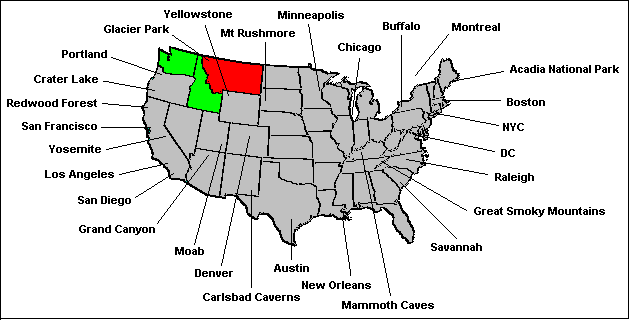 Yellowstone
Minneapolis
Glacier Park
Mt Rushmore
Buffalo
Montreal
Portland
Chicago
Crater Lake
Acadia National Park
Redwood Forest
Boston
San Francisco
NYC
Yosemite
DC
Los Angeles
Raleigh
San Diego
Great Smoky Mountains
Grand Canyon
Savannah
Moab
Denver
Austin
New Orleans
Carlsbad Caverns
Mammoth Caves